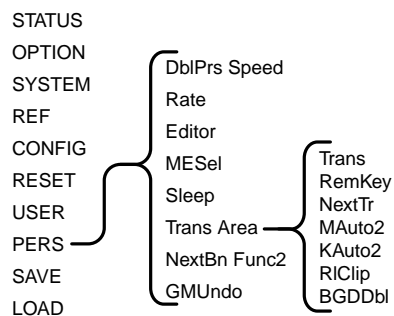 STATUS
OPTION
SYSTEM
REF
CONFIG
RESET
USER
PERS
SAVE
LOAD
DblPrs Speed
Rate
Editor
MESel
Sleep
Trans Area
NextBn Func2
GMUndo
Trans
RemKey
NextTr
MAuto2
KAuto2
RlClip
BGDDbl